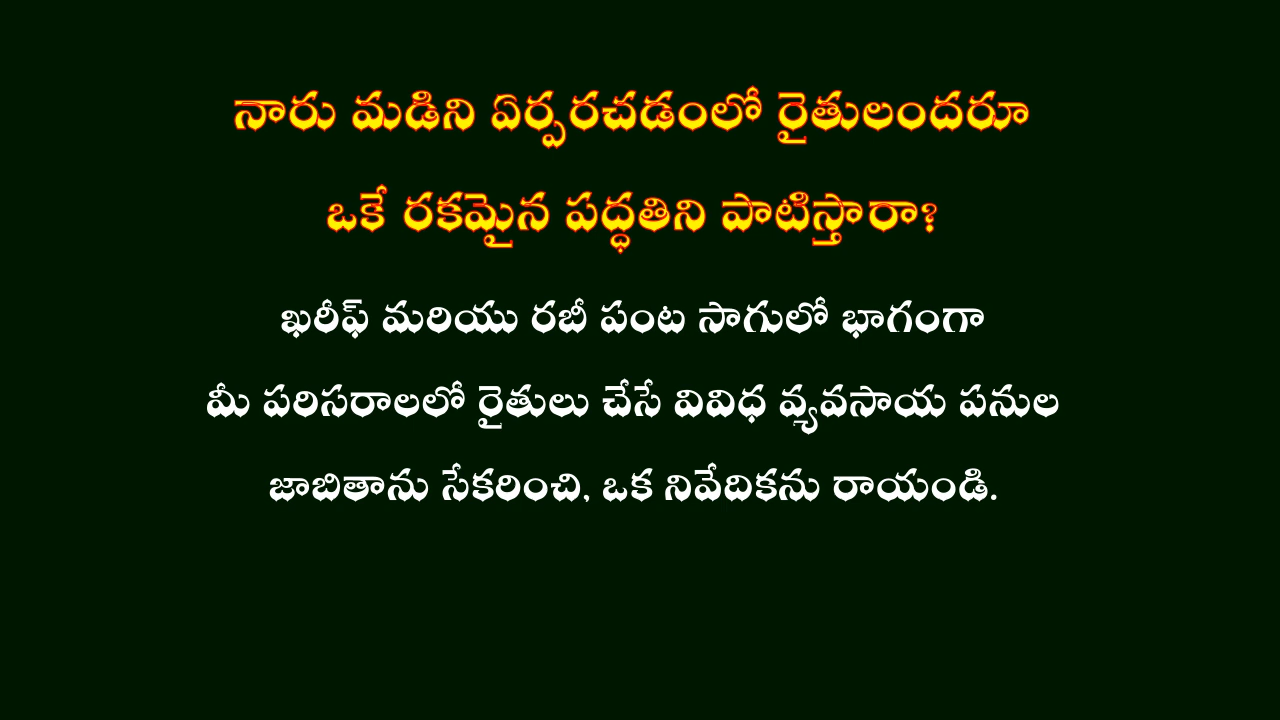 నారు మడిని ఏర్పరచడంలో రైతులందరూ
ఒకే రకమైన పద్ధతిని పాటిస్తారా?
ఖరీఫ్ మరియు రబీ పంట సాగులో భాగంగా
మీ పరిసరాలలో రైతులు చేసే వివిధ వ్యవసాయ పనుల
జాబితాను సేకరించి, ఒక నివేదికను రాయండి.